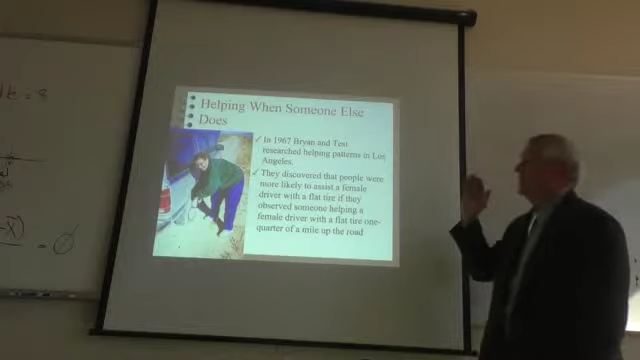 Helping When Someone Else
Does
✓ In 1967 Bryan and Test
researched helping patterns in Los
Angeles.
✓ They discovered that people were
more likely to assist a female
driver with a flat tire if they
observed someone helping a
female driver with a flat tire one-
quarter of a mile up the road
= 8
= ∅